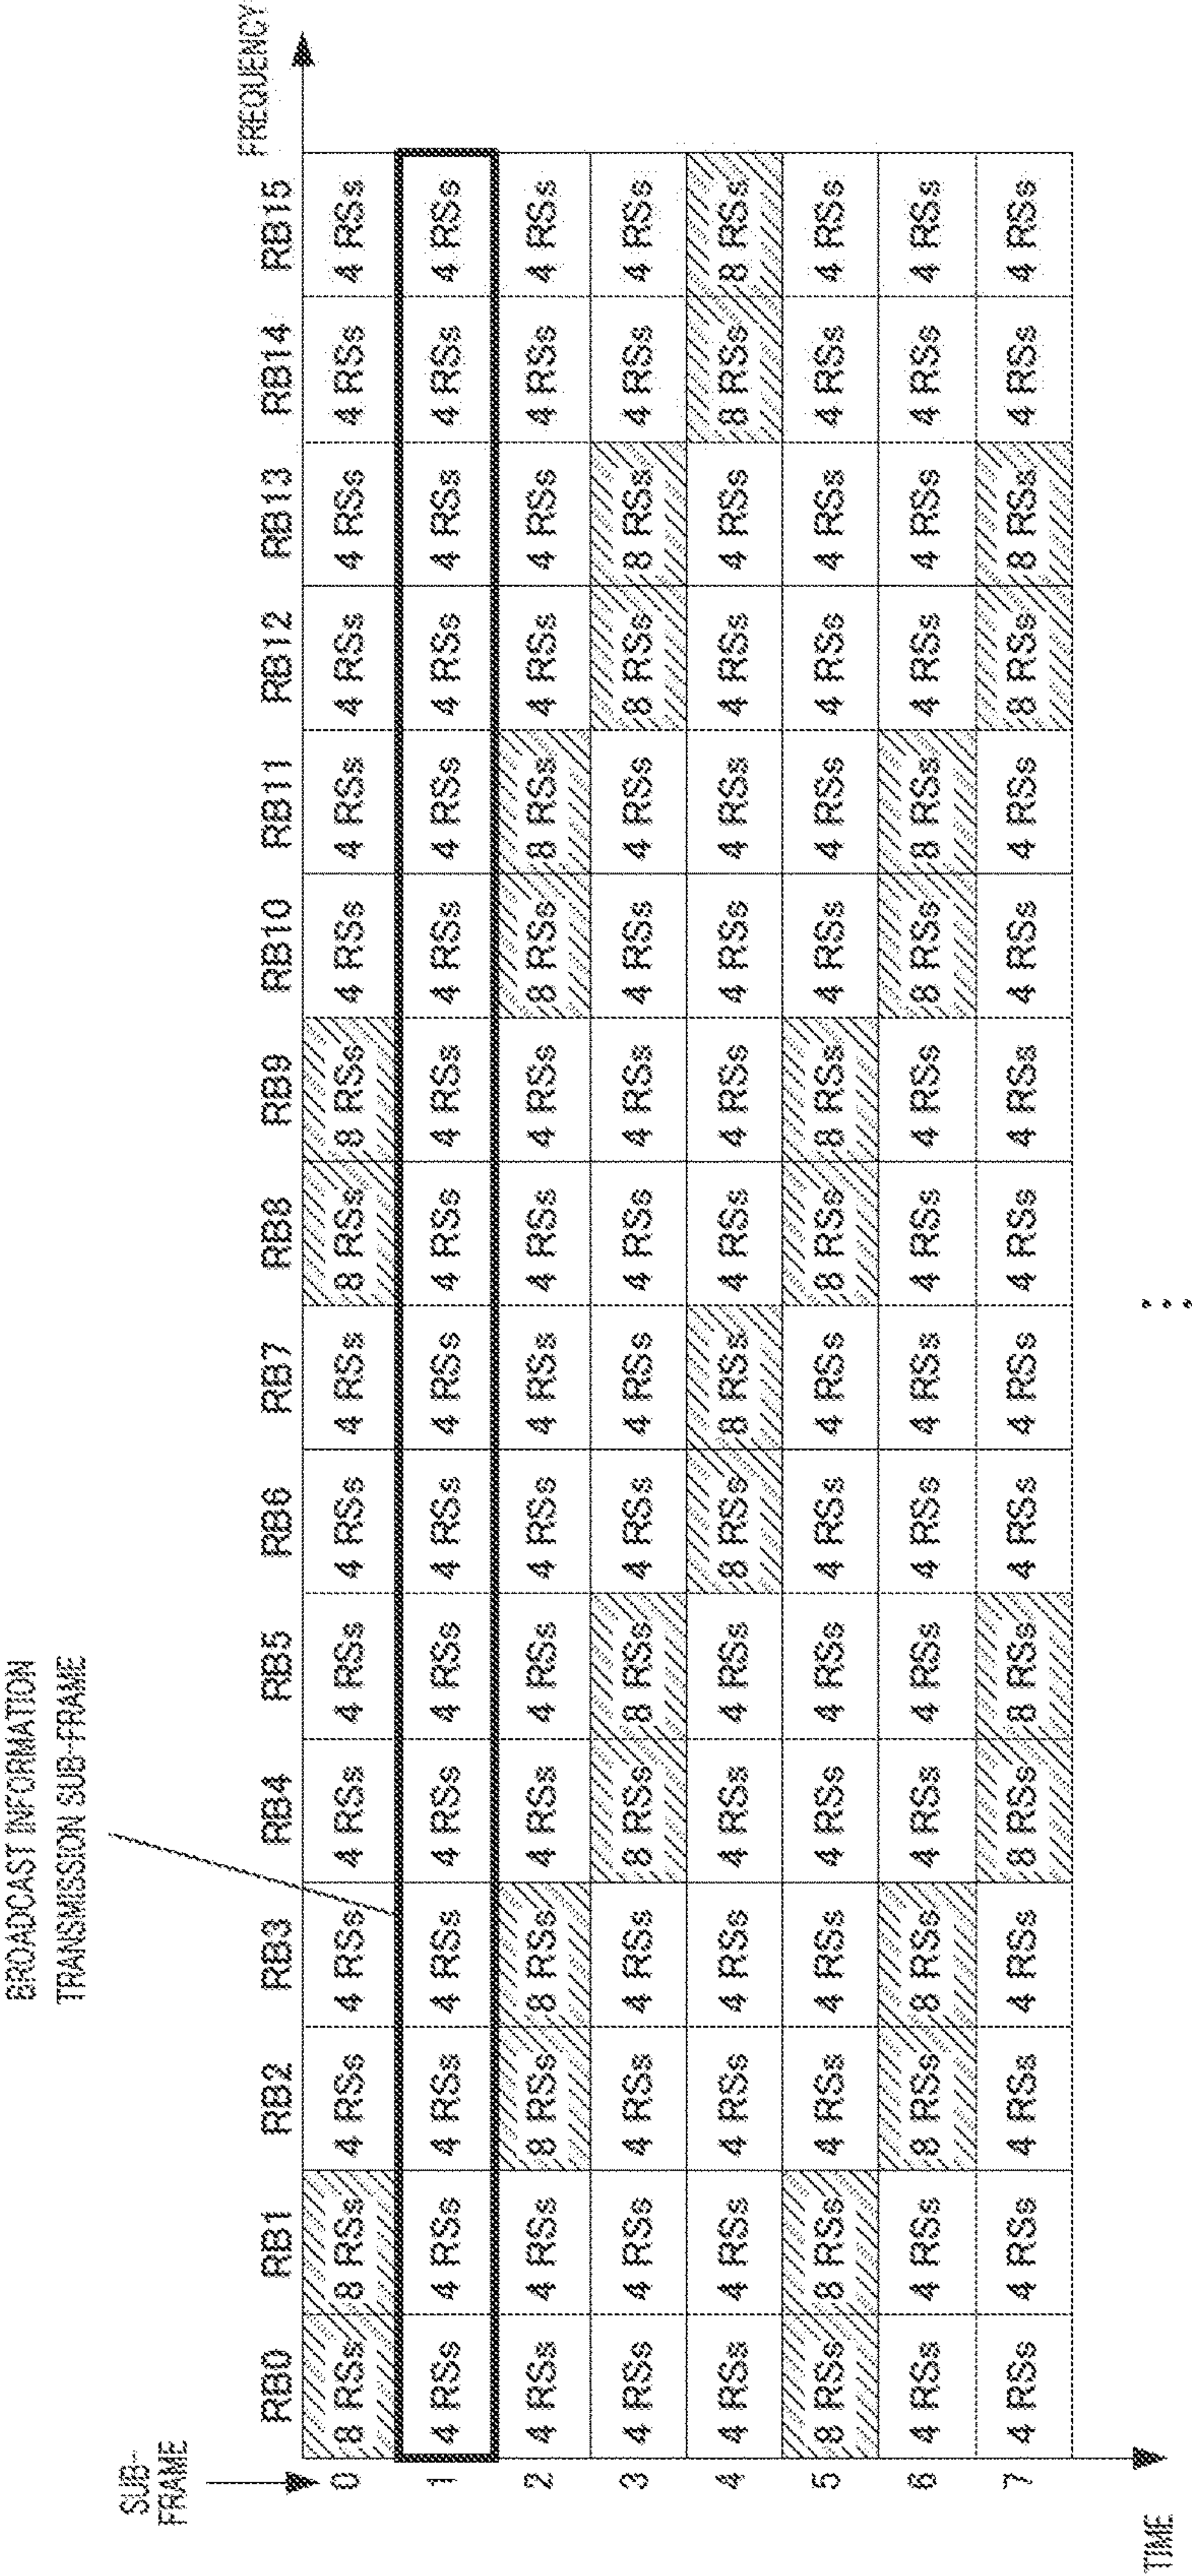 BROADCAST INFORMATION
TRANSMISSION SUB-FRAME
SUB-
FRAME
RB0 RB1 RB2 RB3 RB4 RB5 RB6 RB7 RB8 RB9 RB10 RB11 RB12 RB13 RB14 RB15
FREQUENCY
0 8 RSs 8 RSs 4 RSs 4 RSs 4 RSs 4 RSs 4 RSs 4 RSs 8 RSs 8 RSs 4 RSs 4 RSs 4 RSs 4 RSs 4 RSs 4 RSs
1 4 RSs 4 RSs 4 RSs 4 RSs 4 RSs 4 RSs 4 RSs 4 RSs 4 RSs 4 RSs 4 RSs 4 RSs 4 RSs 4 RSs 4 RSs 4 RSs
2 4 RSs 4 RSs 8 RSs 8 RSs 4 RSs 4 RSs 4 RSs 4 RSs 4 RSs 4 RSs 8 RSs 8 RSs 4 RSs 4 RSs 4 RSs 4 RSs
3 4 RSs 4 RSs 4 RSs 4 RSs 8 RSs 8 RSs 4 RSs 4 RSs 4 RSs 4 RSs 4 RSs 4 RSs 8 RSs 8 RSs 4 RSs 4 RSs
4 4 RSs 4 RSs 4 RSs 4 RSs 4 RSs 4 RSs 8 RSs 8 RSs 4 RSs 4 RSs 4 RSs 4 RSs 4 RSs 4 RSs 8 RSs 8 RSs
5 8 RSs 8 RSs 4 RSs 4 RSs 4 RSs 4 RSs 4 RSs 4 RSs 8 RSs 8 RSs 4 RSs 4 RSs 4 RSs 4 RSs 4 RSs 4 RSs
6 4 RSs 4 RSs 8 RSs 8 RSs 4 RSs 4 RSs 4 RSs 4 RSs 4 RSs 4 RSs 8 RSs 8 RSs 4 RSs 4 RSs 4 RSs 4 RSs
7 4 RSs 4 RSs 4 RSs 4 RSs 8 RSs 8 RSs 4 RSs 4 RSs 4 RSs 4 RSs 4 RSs 4 RSs 8 RSs 8 RSs 4 RSs 4 RSs
TIME